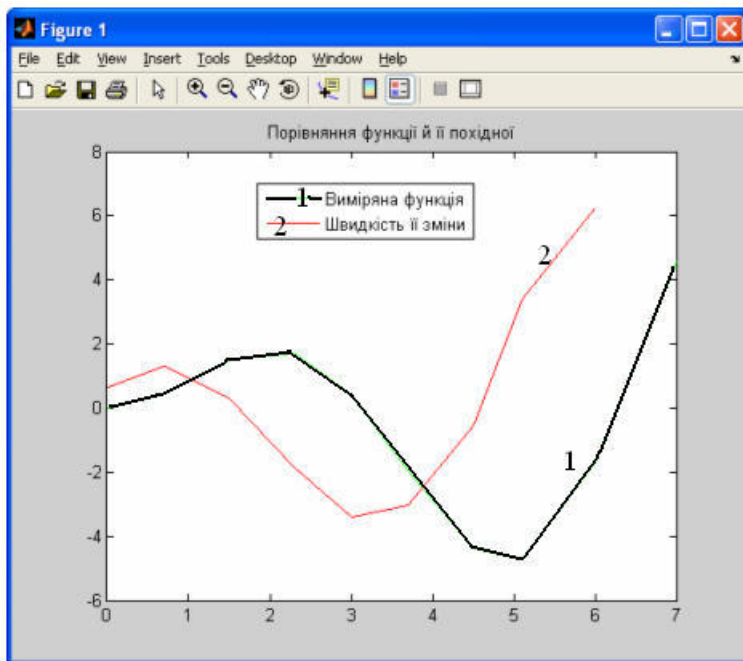 Figure 1
File Edit View Insert Tools Desktop Window Help
Порівняння функції й її похідної
8
6
4
2
0
-2
-4
-6
1 Виміряна функція
2 Швидкість її зміни
2
1
0 1 2 3 4 5 6 7